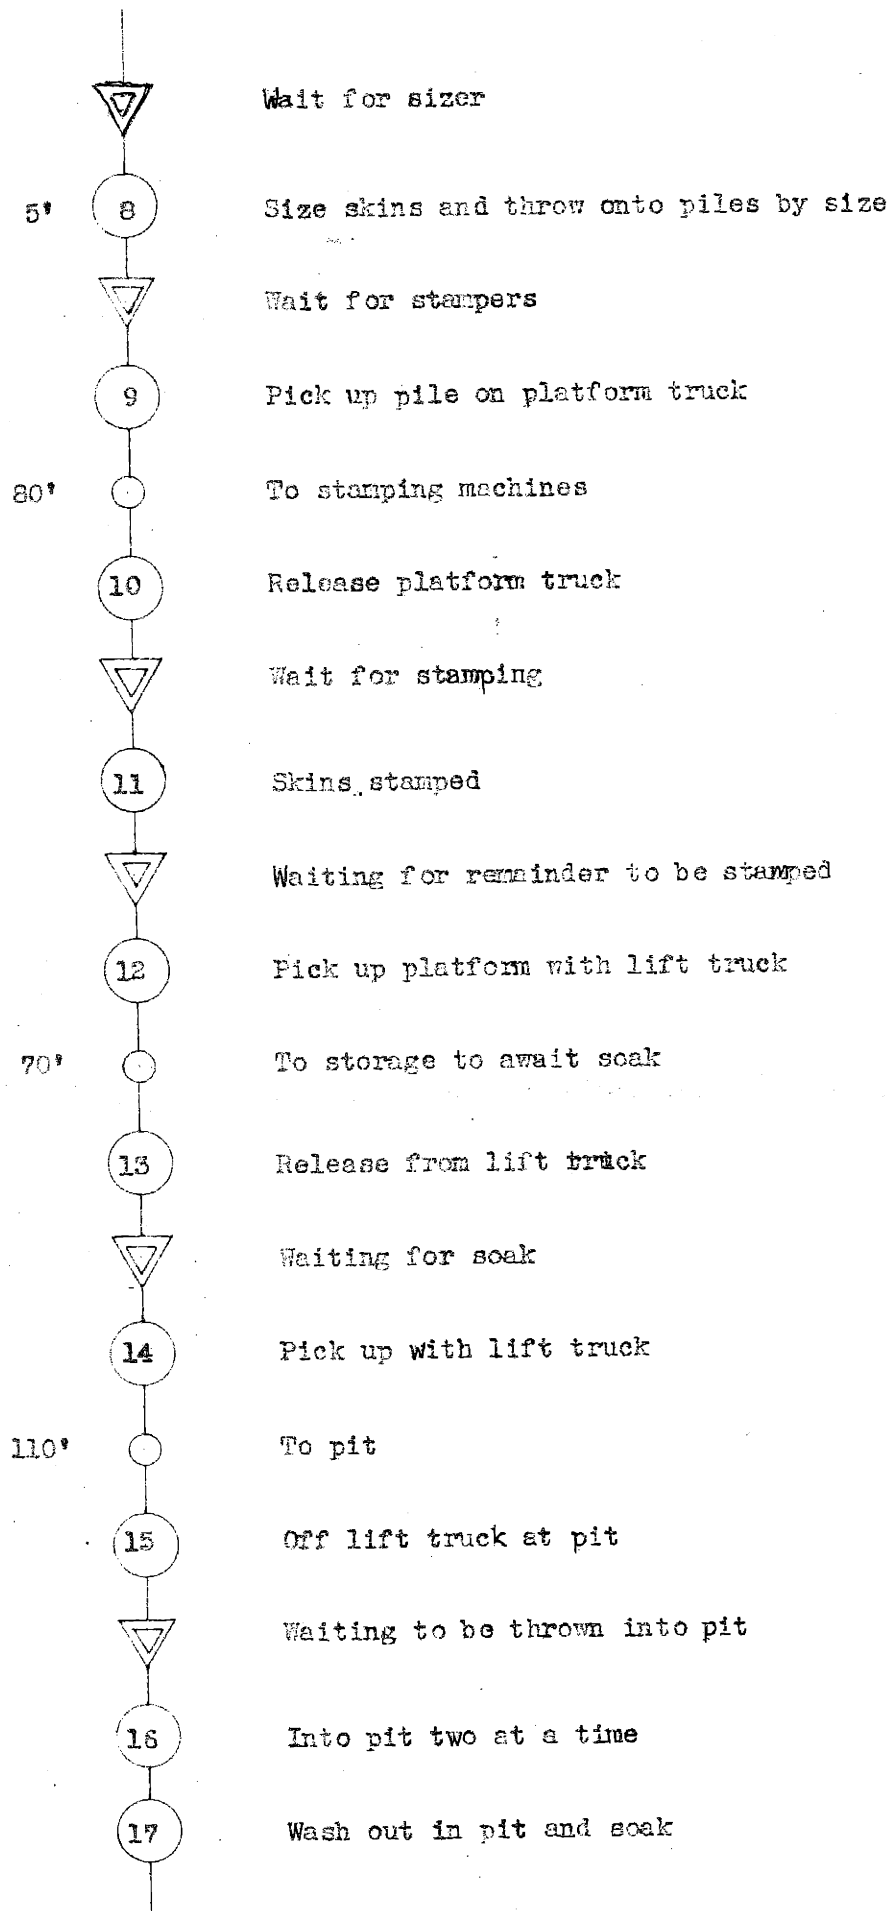 Wait for sizer
5' 8 Size skins and throw onto piles by size
Wait for stampers
9 Pick up pile on platform truck
80' To stamping machines
10 Release platform truck
Wait for stamping
11 Skins stamped
Waiting for remainder to be stamped
12 Pick up platform with lift truck
70' To storage to await soak
13 Release from lift truck
Waiting for soak
14 Pick up with lift truck
110' To pit
15 Off lift truck at pit
Waiting to be thrown into pit
16 Into pit two at a time
17 Wash out in pit and soak